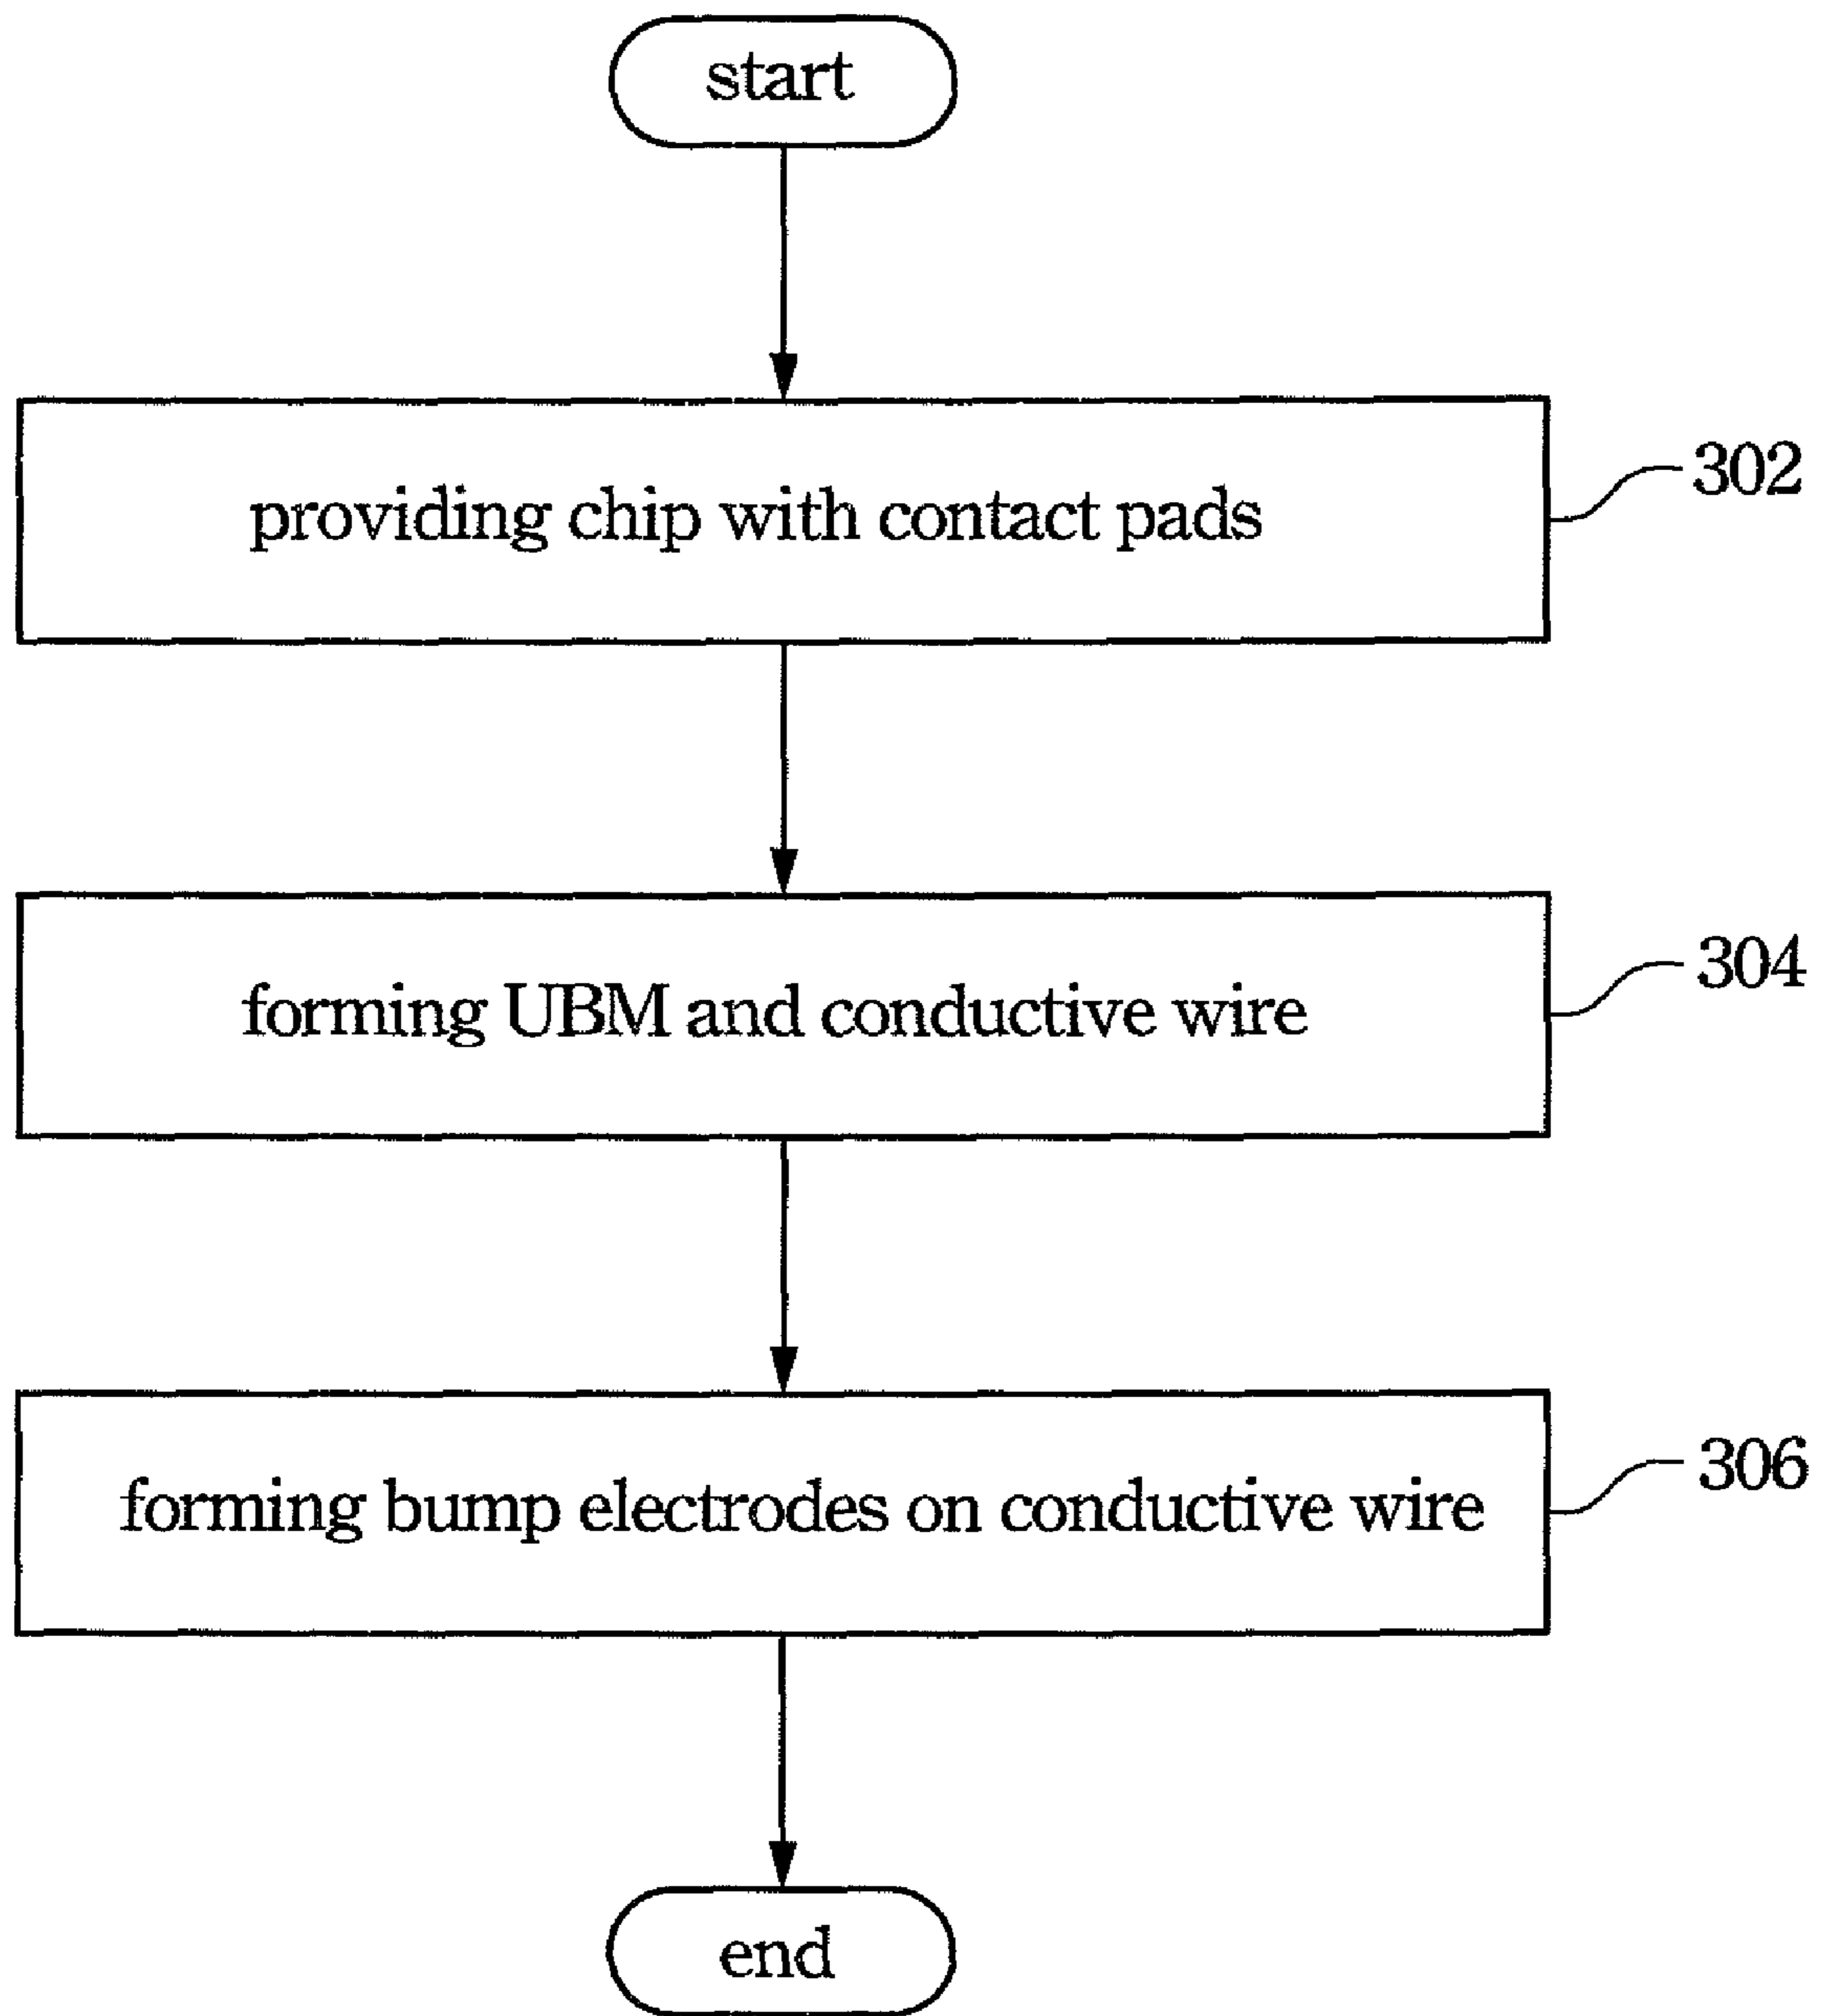 start
providing chip with contact pads
302
forming UBM and conductive wire
304
forming bump electrodes on conductive wire
306
end